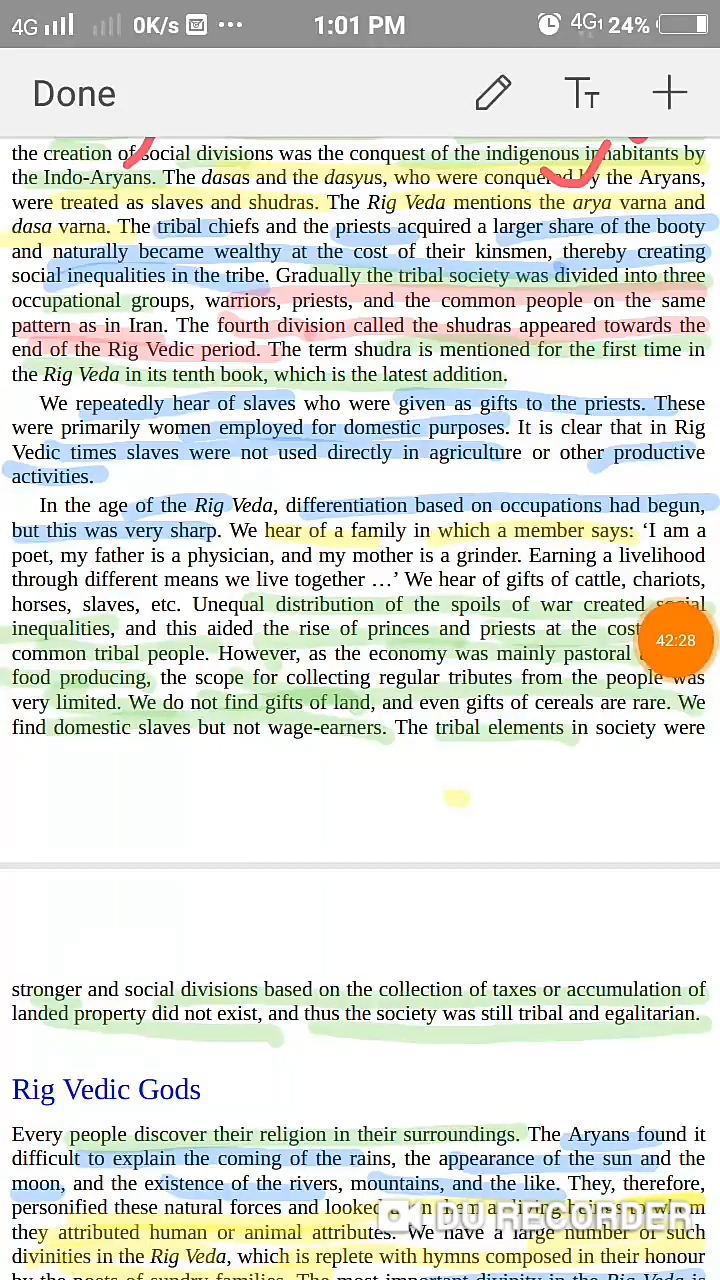 4G 0K/s 1:01 PM 4G 24%
Done
the creation of social divisions was the conquest of the indigenous inhabitants by
the Indo-Aryans. The dasas and the dasyus, who were conquered by the Aryans,
were treated as slaves and shudras. The Rig Veda mentions the arya varna and
dasa varna. The tribal chiefs and the priests acquired a larger share of the booty
and naturally became wealthy at the cost of their kinsmen, thereby creating
social inequalities in the tribe. Gradually the tribal society was divided into three
occupational groups, warriors, priests, and the common people on the same
pattern as in Iran. The fourth division called the shudras appeared towards the
end of the Rig Vedic period. The term shudra is mentioned for the first time in
the Rig Veda in its tenth book, which is the latest addition.
We repeatedly hear of slaves who were given as gifts to the priests. These
were primarily women employed for domestic purposes. It is clear that in Rig
Vedic times slaves were not used directly in agriculture or other productive
activities.
In the age of the Rig Veda, differentiation based on occupations had begun,
but this was very sharp. We hear of a family in which a member says: ‘I am a
poet, my father is a physician, and my mother is a grinder. Earning a livelihood
through different means we live together …’ We hear of gifts of cattle, chariots,
horses, slaves, etc. Unequal distribution of the spoils of war created social
inequalities, and this aided the rise of princes and priests at the cost
42:28
common tribal people. However, as the economy was mainly pastoral
food producing, the scope for collecting regular tributes from the people was
very limited. We do not find gifts of land, and even gifts of cereals are rare. We
find domestic slaves but not wage-earners. The tribal elements in society were
stronger and social divisions based on the collection of taxes or accumulation of
landed property did not exist, and thus the society was still tribal and egalitarian.
Rig Vedic Gods
Every people discover their religion in their surroundings. The Aryans found it
difficult to explain the coming of the rains, the appearance of the sun and the
moon, and the existence of the rivers, mountains, and the like. They, therefore,
personified these natural forces and looked whom
DU RECORDER
they attributed human or animal attributes. We have a large number of such
divinities in the Rig Veda, which is replete with hymns composed in their honour
by the poets of sundry families. The most important divinity in the Rig Veda is